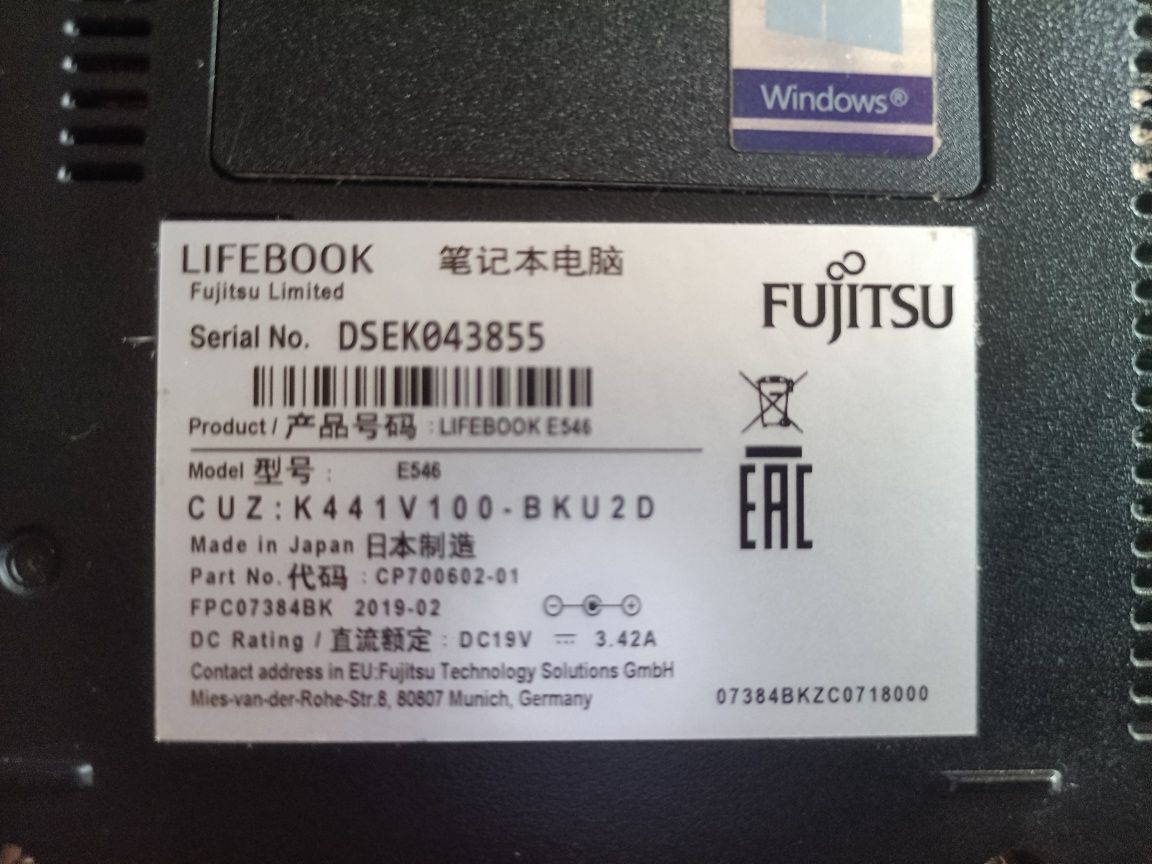 Windows®
LIFEBOOK 笔记本电脑
Fujitsu Limited
FUJITSU
Serial No. DSEK043855
Product / 产品号码 : LIFEBOOK E546
Model 型号 : E546
CUZ:K441V100-BKU2D
EAC
Made in Japan 日本制造
Part No. 代码 : CP700602-01
FPC07384BK 2019-02
DC Rating / 直流额定 : DC19V ⎓ 3.42A
Contact address in EU:Fujitsu Technology Solutions GmbH
Mies-van-der-Rohe-Str.8, 80807 Munich, Germany
07384BKZC0718000